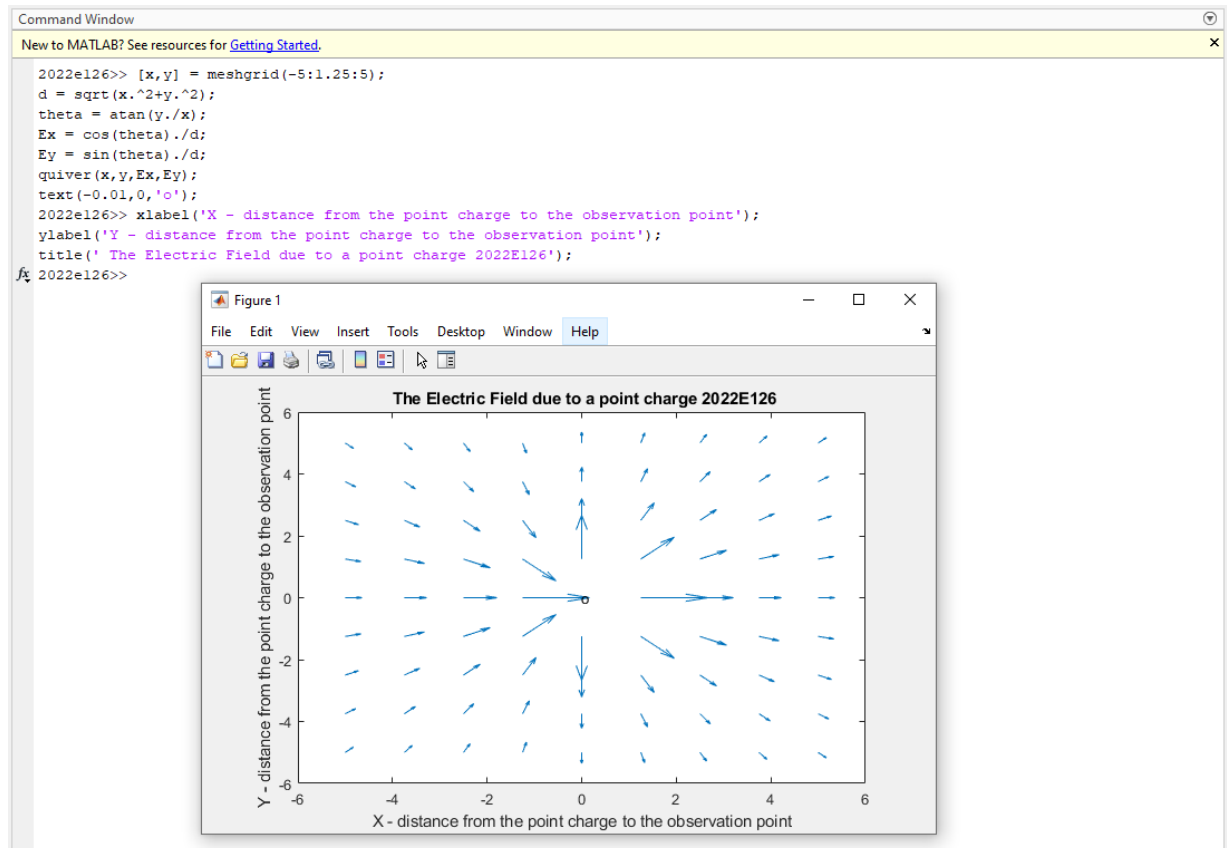 Command Window
New to MATLAB? See resources for Getting Started.
2022e126>> [x,y] = meshgrid(-5:1.25:5);
d = sqrt(x.^2+y.^2);
theta = atan(y./x);
Ex = cos(theta)./d;
Ey = sin(theta)./d;
quiver(x,y,Ex,Ey);
text(-0.01,0,'o');
2022e126>> xlabel('X - distance from the point charge to the observation point');
ylabel('Y - distance from the point charge to the observation point');
title(' The Electric Field due to a point charge 2022E126');
fx 2022e126>>
Figure 1
File Edit View Insert Tools Desktop Window Help
The Electric Field due to a point charge 2022E126
Y - distance from the point charge to the observation point
6
4
2
0
-2
-4
-6
o
-6 -4 -2 0 2 4 6
X - distance from the point charge to the observation point